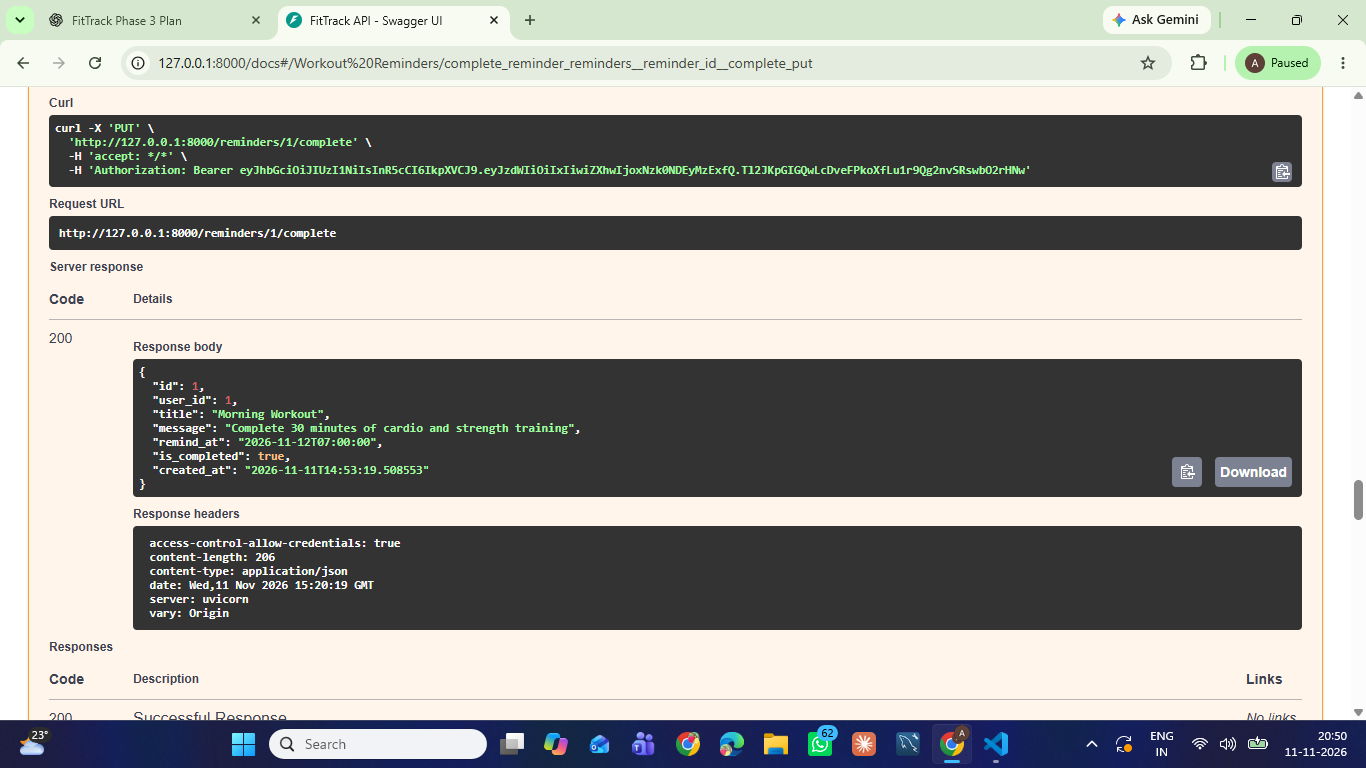 FitTrack Phase 3 Plan
FitTrack API - Swagger UI
Ask Gemini
127.0.0.1:8000/docs#/Workout%20Reminders/complete_reminder_reminders__reminder_id__complete_put
A
Paused
Curl
curl -X 'PUT' \
'http://127.0.0.1:8000/reminders/1/complete' \
-H 'accept: */*' \
-H 'Authorization: Bearer eyJhbGciOiJIUzI1NiIsInR5cCI6IkpXVCJ9.eyJzdWIiOiIxIiwiZXhwIjoxNzk0NDEyMzExfQ.Tl2JKpGIGQwLcDveFPkoXfLu1r9Qg2nvSRswbO2rHNw'
Request URL
http://127.0.0.1:8000/reminders/1/complete
Server response
Code
Details
200
Response body
{
"id": 1,
"user_id": 1,
"title": "Morning Workout",
"message": "Complete 30 minutes of cardio and strength training",
"remind_at": "2026-11-12T07:00:00",
"is_completed": true,
"created_at": "2026-11-11T14:53:19.508553"
}
Download
Response headers
access-control-allow-credentials: true
content-length: 206
content-type: application/json
date: Wed,11 Nov 2026 15:20:19 GMT
server: uvicorn
vary: Origin
Responses
Code
Description
Links
200
Successful Response
No links
23°
Search
62
A
ENG
IN
20:50
11-11-2026